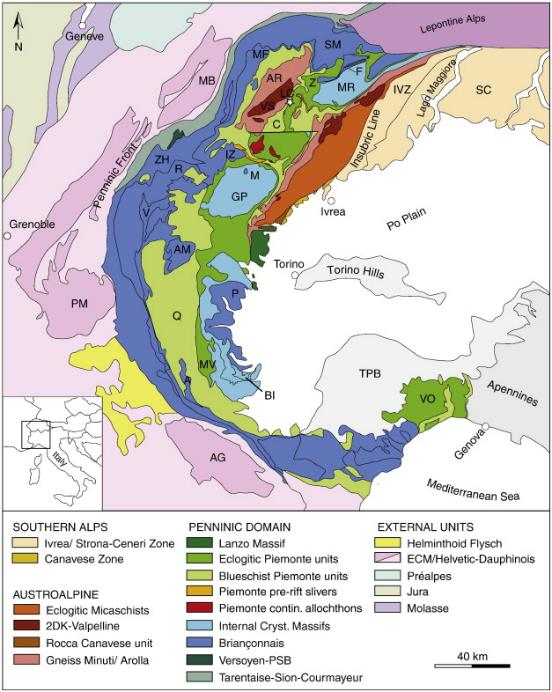 N
Geneve
Lepontine Alps
MF
SM
MB
AR
Z
F
LC
VS
MR
IVZ
Lago Maggiore
SC
C
Insubric Line
Penninic Front
ZH
IZ
R
M
GP
Ivrea
Po Plain
V
Grenoble
AM
Torino
Torino Hills
P
PM
Q
MV
TPB
A
BI
VO
Apennines
Italy
AG
Genova
Mediterranean Sea
SOUTHERN ALPS
Ivrea/ Strona-Ceneri Zone
Canavese Zone
AUSTROALPINE
Eclogitic Micaschists
2DK-Valpelline
Rocca Canavese unit
Gneiss Minuti/ Arolla
PENNINIC DOMAIN
Lanzo Massif
Eclogitic Piemonte units
Blueschist Piemonte units
Piemonte pre-rift slivers
Piemonte contin. allochthons
Internal Cryst. Massifs
Briançonnais
Versoyen-PSB
Tarentaise-Sion-Courmayeur
EXTERNAL UNITS
Helminthoid Flysch
ECM/Helvetic-Dauphinois
Préalpes
Jura
Molasse
40 km